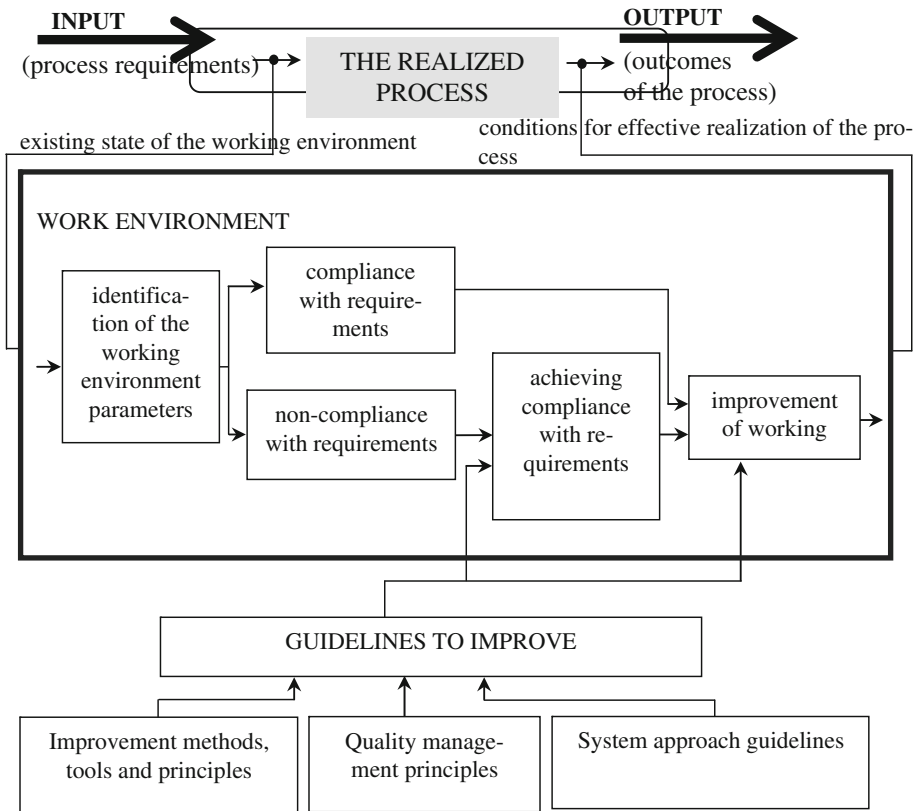 INPUT
(process requirements)
THE REALIZED
PROCESS
OUTPUT
(outcomes
of the process)
existing state of the working environment
conditions for effective realization of the pro-
cess
WORK ENVIRONMENT
identifica-
tion of the
working
environment
parameters
compliance
with require-
ments
non-compliance
with requirements
achieving
compliance
with re-
quirements
improvement
of working
GUIDELINES TO IMPROVE
Improvement methods,
tools and principles
Quality manage-
ment principles
System approach guidelines